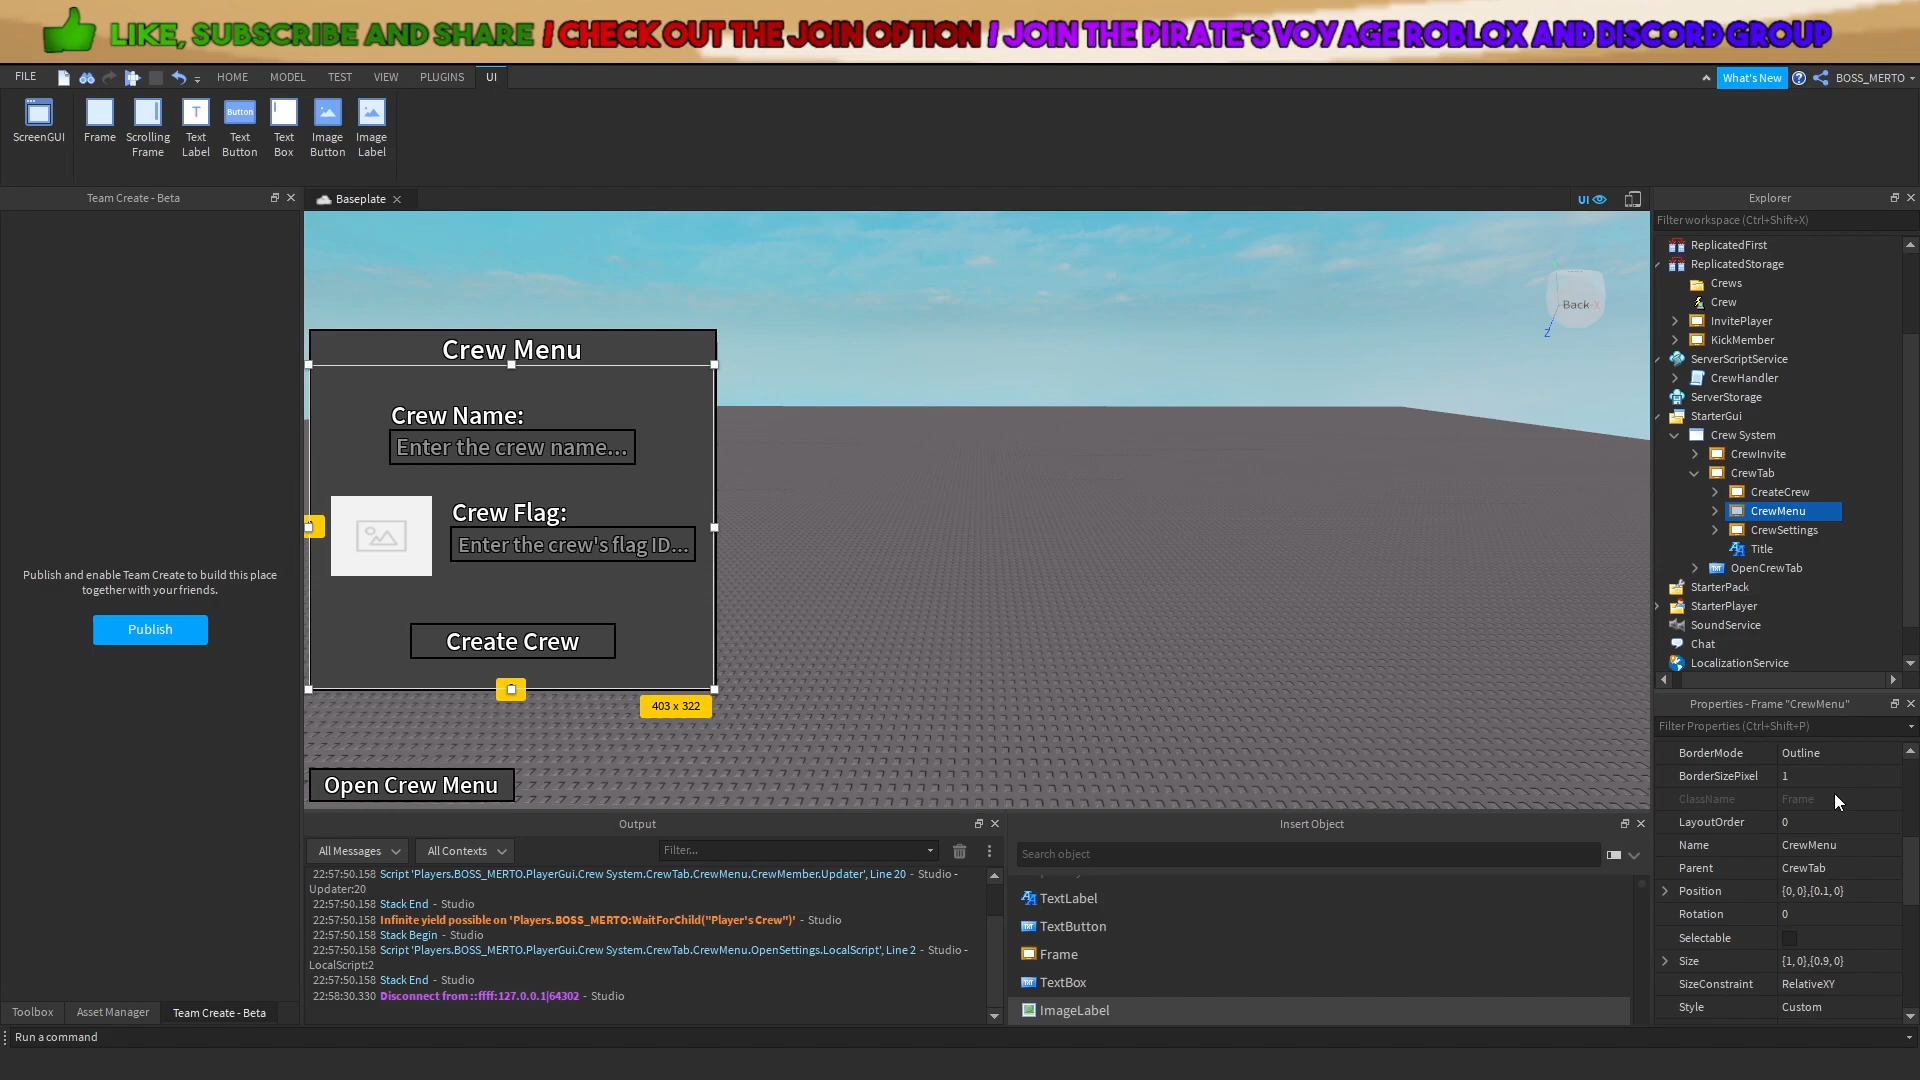 LIKE, SUBSCRIBE AND SHARE / CHECK OUT THE JOIN OPTION / JOIN THE PIRATE'S VOYAGE ROBLOX AND DISCORD GROUP
FILE HOME MODEL TEST VIEW PLUGINS UI What's New BOSS_MERTO
ScreenGUI Frame Scrolling Frame Text Label Button Text Button Text Box Image Button Image Label
Team Create - Beta
Publish and enable Team Create to build this place
together with your friends.
Publish
Toolbox Asset Manager Team Create - Beta
Run a command
Baseplate UI
Back X
Z
Crew Menu
Crew Name:
Enter the crew name...
Crew Flag:
Enter the crew's flag ID...
Create Crew
403 x 322
Open Crew Menu
Output
All Messages All Contexts Filter...
22:57:50.158 Script 'Players.BOSS_MERTO.PlayerGui.Crew System.CrewTab.CrewMenu.CrewMember.Updater', Line 20 - Studio -
Updater:20
22:57:50.158 Stack End - Studio
22:57:50.158 Infinite yield possible on 'Players.BOSS_MERTO:WaitForChild("Player's Crew")' - Studio
22:57:50.158 Stack Begin - Studio
22:57:50.158 Script 'Players.BOSS_MERTO.PlayerGui.Crew System.CrewTab.CrewMenu.OpenSettings.LocalScript', Line 2 - Studio -
LocalScript:2
22:57:50.158 Stack End - Studio
22:58:30.330 Disconnect from ::ffff:127.0.0.1|64302 - Studio
Insert Object
Search object
TextLabel
TextButton
Frame
TextBox
ImageLabel
Explorer
Filter workspace (Ctrl+Shift+X)
ReplicatedFirst
ReplicatedStorage
Crews
Crew
InvitePlayer
KickMember
ServerScriptService
CrewHandler
ServerStorage
StarterGui
Crew System
CrewInvite
CrewTab
CreateCrew
CrewMenu
CrewSettings
Title
OpenCrewTab
StarterPack
StarterPlayer
SoundService
Chat
LocalizationService
Properties - Frame "CrewMenu"
Filter Properties (Ctrl+Shift+P)
BorderMode Outline
BorderSizePixel 1
ClassName Frame
LayoutOrder 0
Name CrewMenu
Parent CrewTab
Position {0, 0},{0.1, 0}
Rotation 0
Selectable
Size {1, 0},{0.9, 0}
SizeConstraint RelativeXY
Style Custom